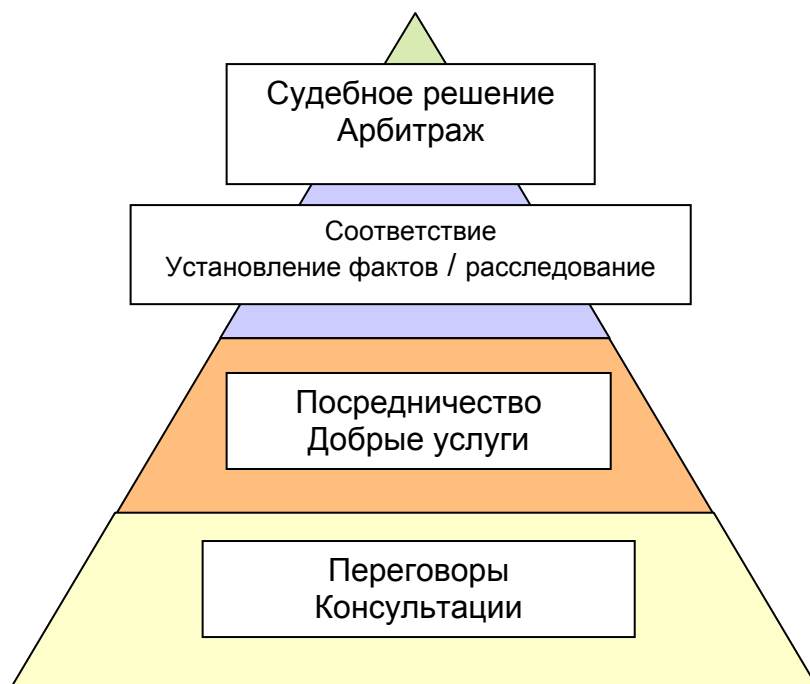 Судебное решение
Арбитраж
Соответствие
Установление фактов / расследование
Посредничество
Добрые услуги
Переговоры
Консультации